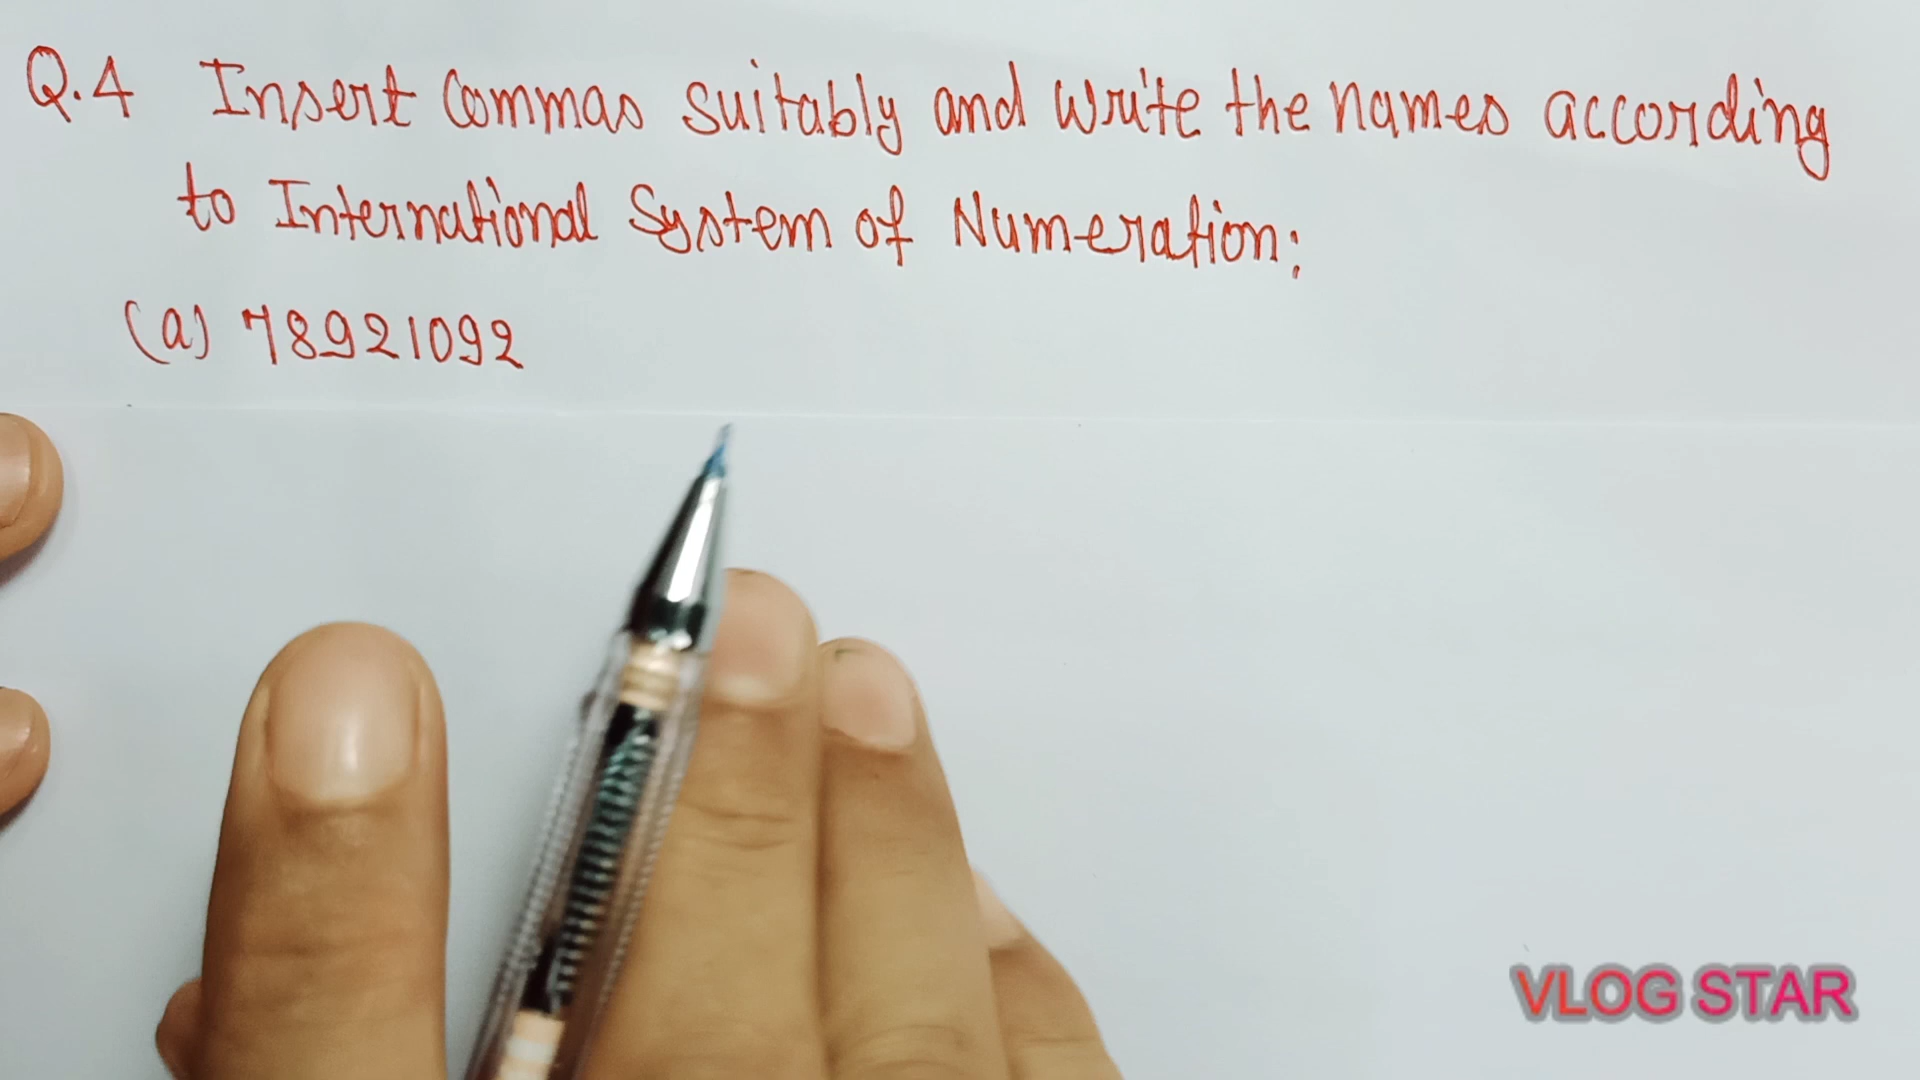 Q.4 Insert Commas suitably and write the names according
to International System of Numeration:
(a) 78921092
VLOG STAR